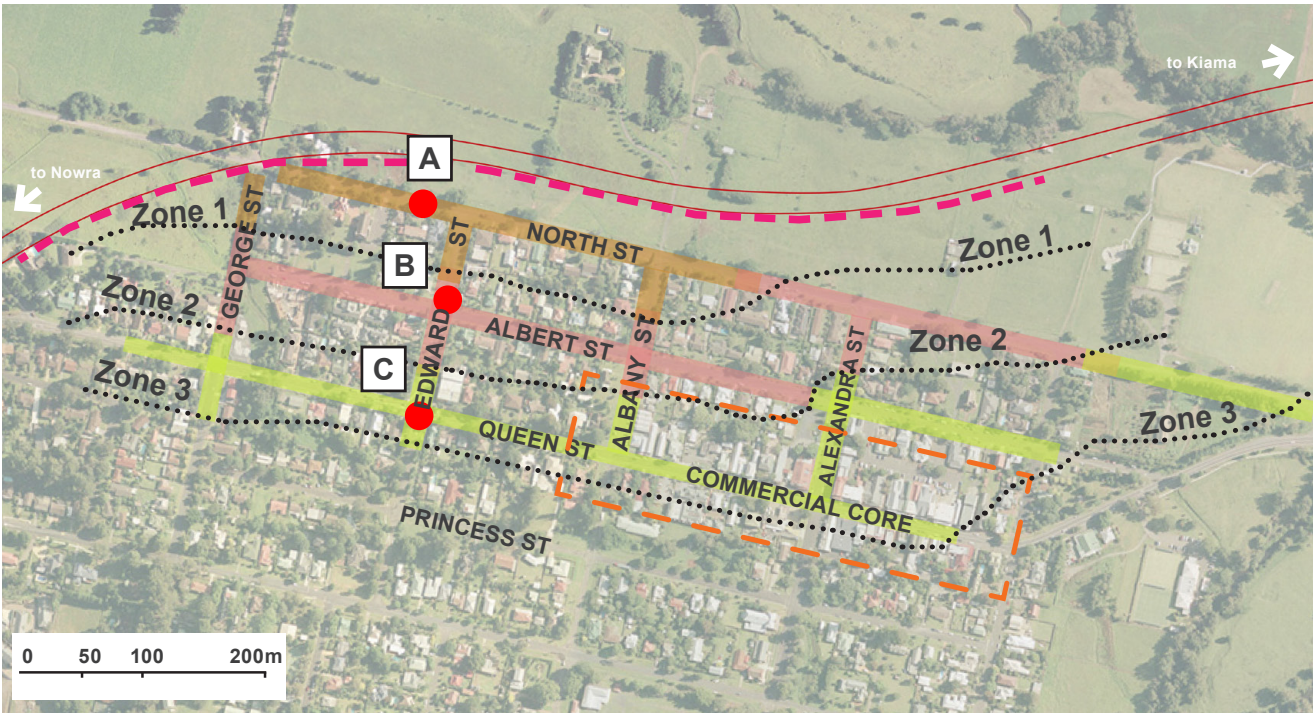 to Kiama
A
to Nowra
Zone 1
GEORGE ST
NORTH ST
Zone 1
B
EDWARD ST
Zone 2
ALBERT ST
ALBANY ST
ALEXANDRA ST
Zone 2
C
Zone 3
QUEEN ST
Zone 3
COMMERCIAL CORE
PRINCESS ST
0 50 100 200m